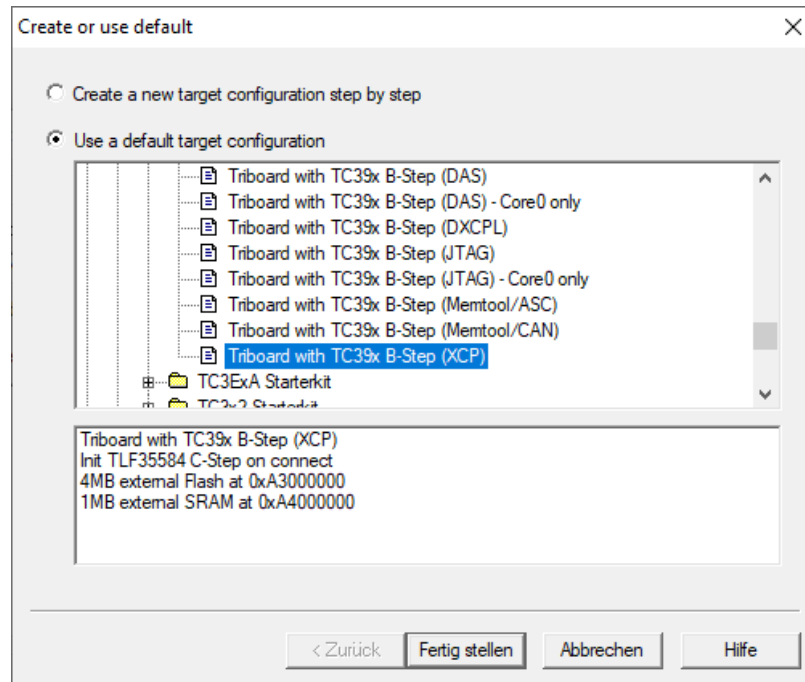 Create or use default
Create a new target configuration step by step
Use a default target configuration
Triboard with TC39x B-Step (DAS)
Triboard with TC39x B-Step (DAS) - Core0 only
Triboard with TC39x B-Step (DXCPL)
Triboard with TC39x B-Step (JTAG)
Triboard with TC39x B-Step (JTAG) - Core0 only
Triboard with TC39x B-Step (Memtool/ASC)
Triboard with TC39x B-Step (Memtool/CAN)
Triboard with TC39x B-Step (XCP)
TC3ExA Starterkit
TC3x2 Starterkit
Triboard with TC39x B-Step (XCP)
Init TLF35584 C-Step on connect
4MB external Flash at 0xA3000000
1MB external SRAM at 0xA4000000
< Zurück Fertig stellen Abbrechen Hilfe